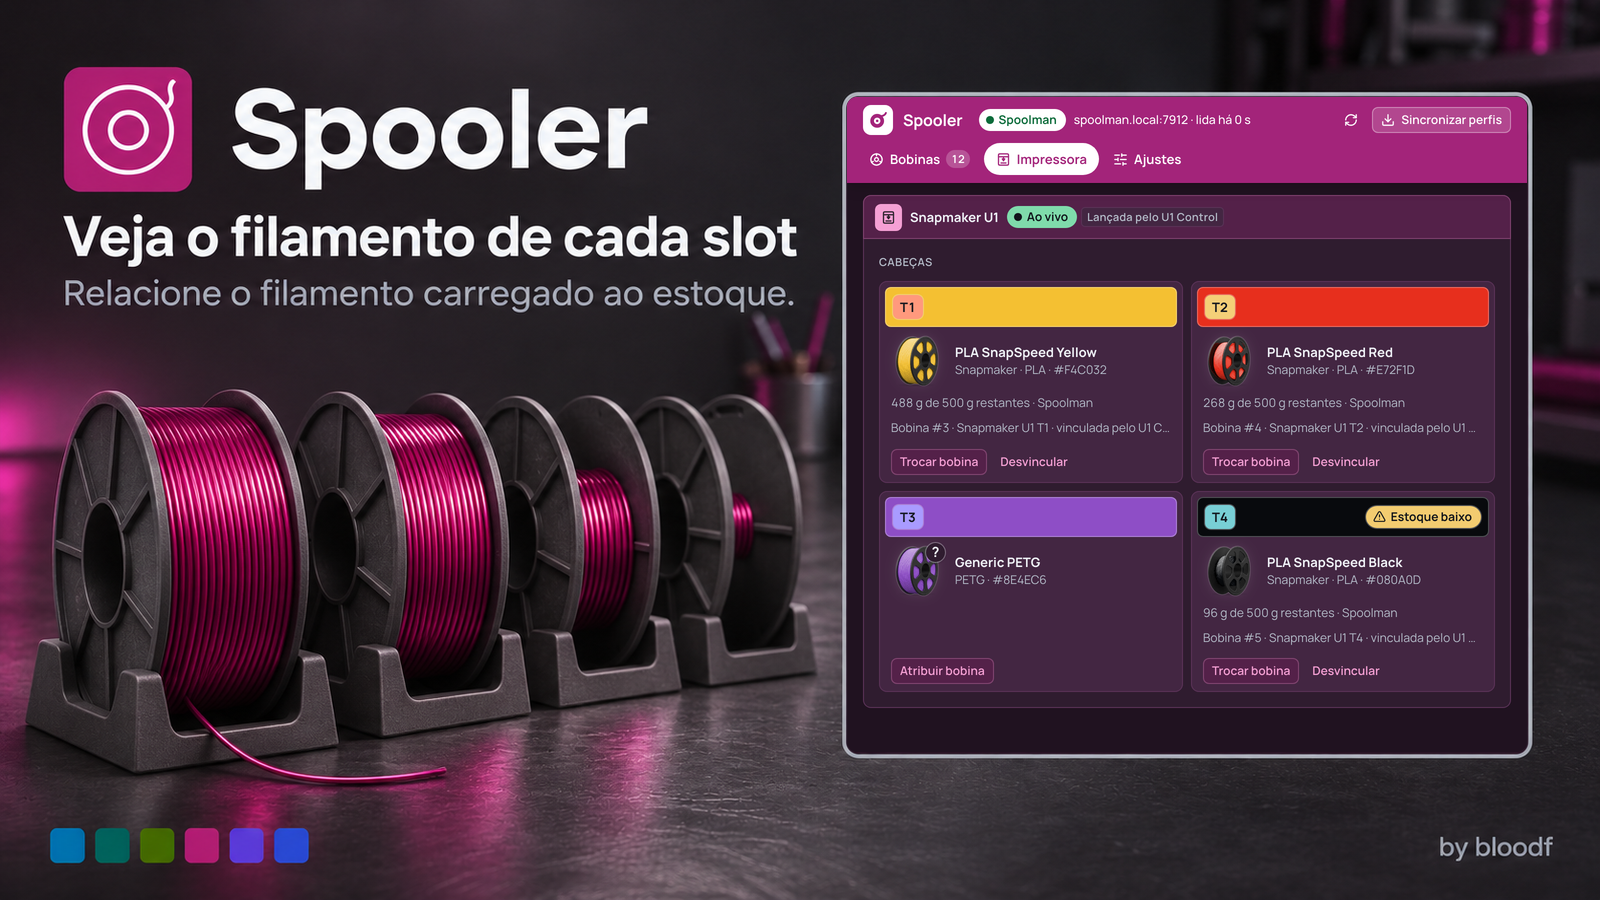 Spooler
Veja o filamento de cada slot
Relacione o filamento carregado ao estoque.
Spooler
Spoolman
spoolman.local:7912 · lida há 0 s
Sincronizar perfis
Bobinas 12
Impressora
Ajustes
Snapmaker U1
Ao vivo
Lançada pelo U1 Control
CABEÇAS
T1
PLA SnapSpeed Yellow
Snapmaker · PLA · #F4C032
488 g de 500 g restantes · Spoolman
Bobina #3 · Snapmaker U1 T1 · vinculada pelo U1 C...
Trocar bobina
Desvincular
T2
PLA SnapSpeed Red
Snapmaker · PLA · #E72F1D
268 g de 500 g restantes · Spoolman
Bobina #4 · Snapmaker U1 T2 · vinculada pelo U1 ...
Trocar bobina
Desvincular
T3
?
Generic PETG
PETG · #8E4EC6
Atribuir bobina
T4
Estoque baixo
PLA SnapSpeed Black
Snapmaker · PLA · #080A0D
96 g de 500 g restantes · Spoolman
Bobina #5 · Snapmaker U1 T4 · vinculada pelo U1 ...
Trocar bobina
Desvincular
by bloodf